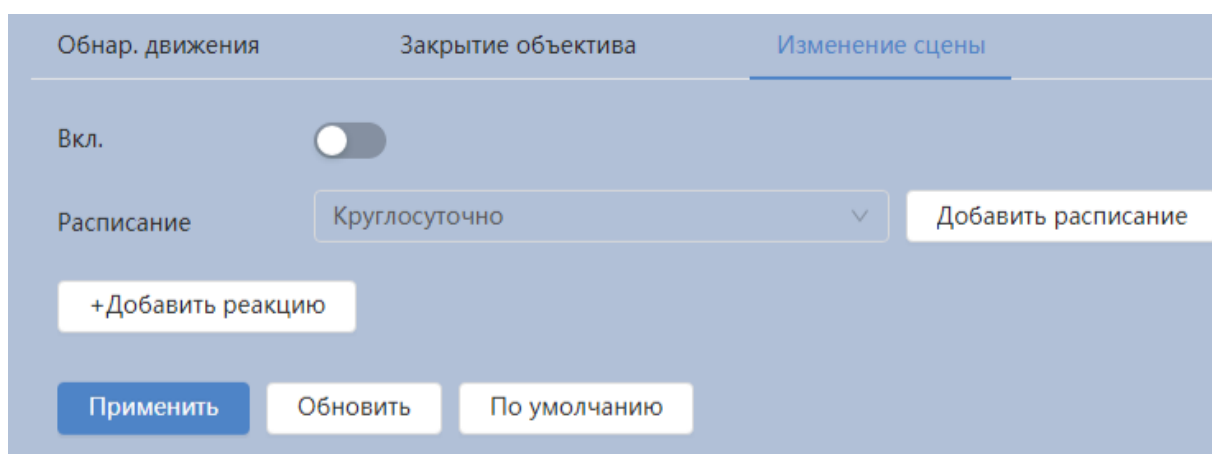 Обнар. движения Закрытие объектива Изменение сцены
Вкл.
Расписание Круглосуточно Добавить расписание
+Добавить реакцию
Применить Обновить По умолчанию